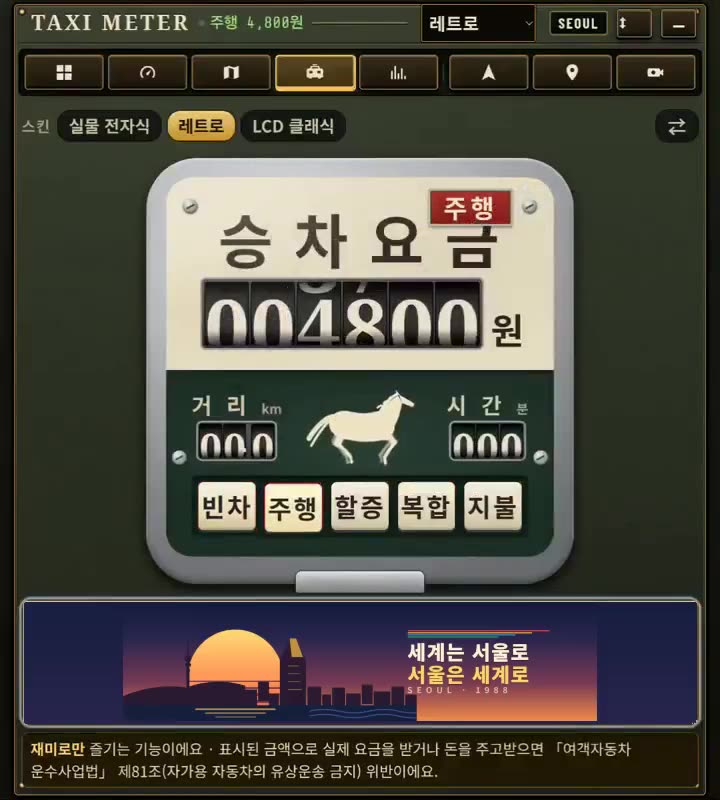 TAXI METER
주행 4,800원
레트로
SEOUL
스킨
실물 전자식
레트로
LCD 클래식
주행
승차요금
004800 원
거리 km
시간 분
00.0
000
빈차
주행
할증
복합
지불
세계는 서울로
서울은 세계로
SEOUL · 1988
재미로만 즐기는 기능이에요 · 표시된 금액으로 실제 요금을 받거나 돈을 주고받으면 「여객자동차
운수사업법」 제81조(자가용 자동차의 유상운송 금지) 위반이에요.